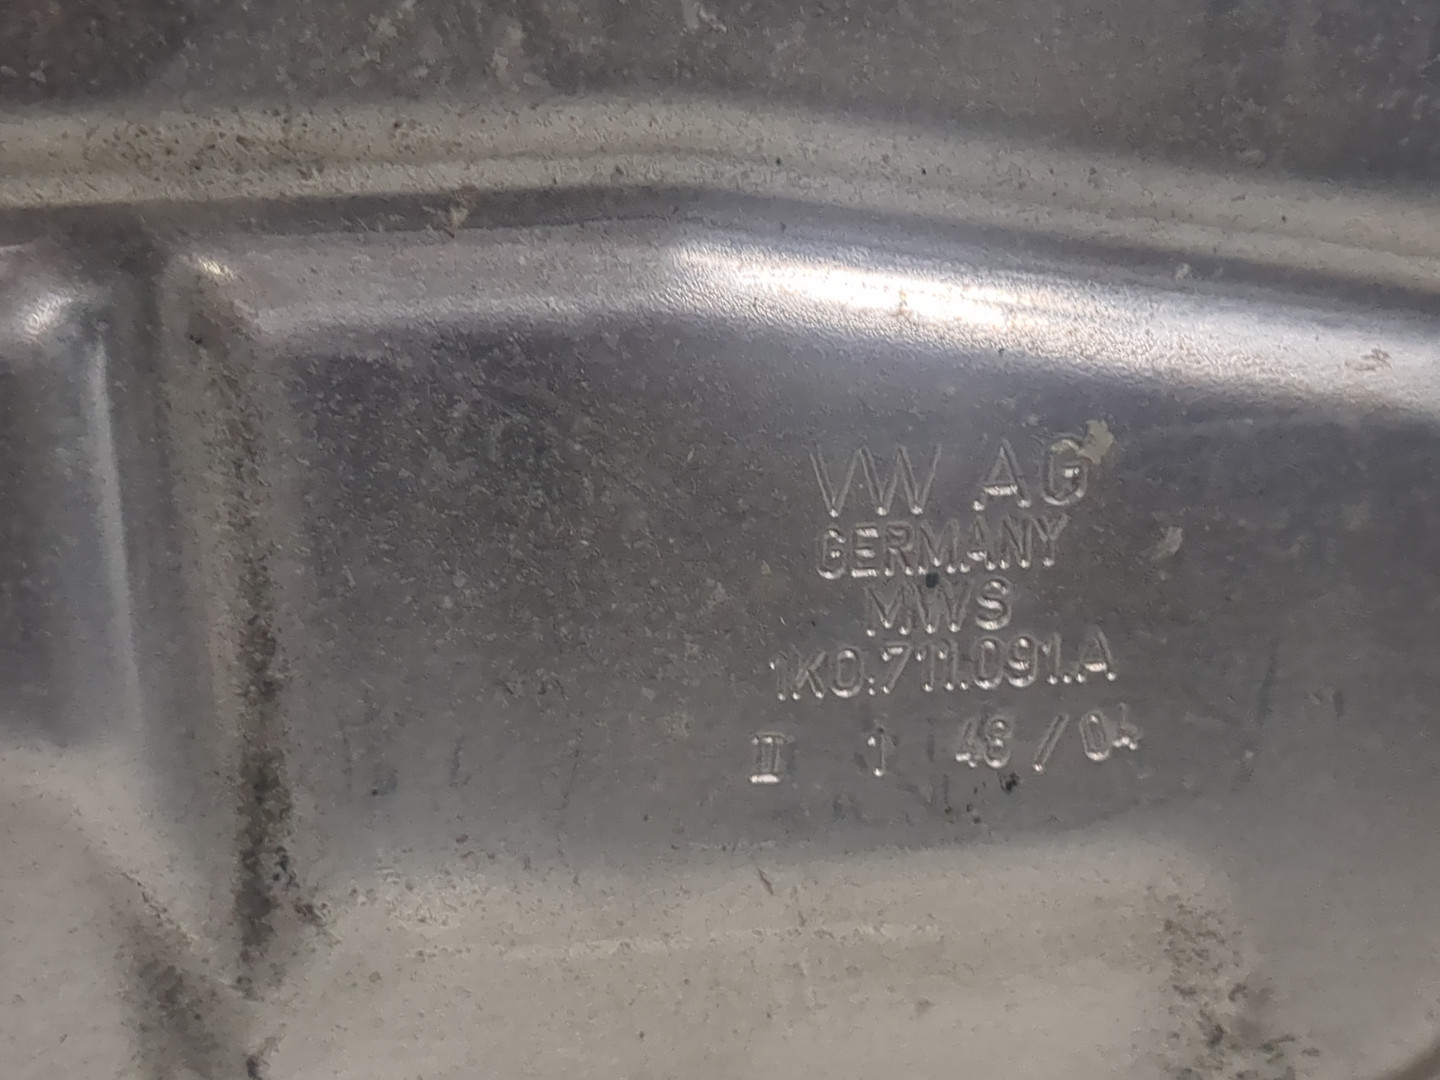 VW AG
GERMANY
MWS
1K0.711.091.A
II 1 48 / 04